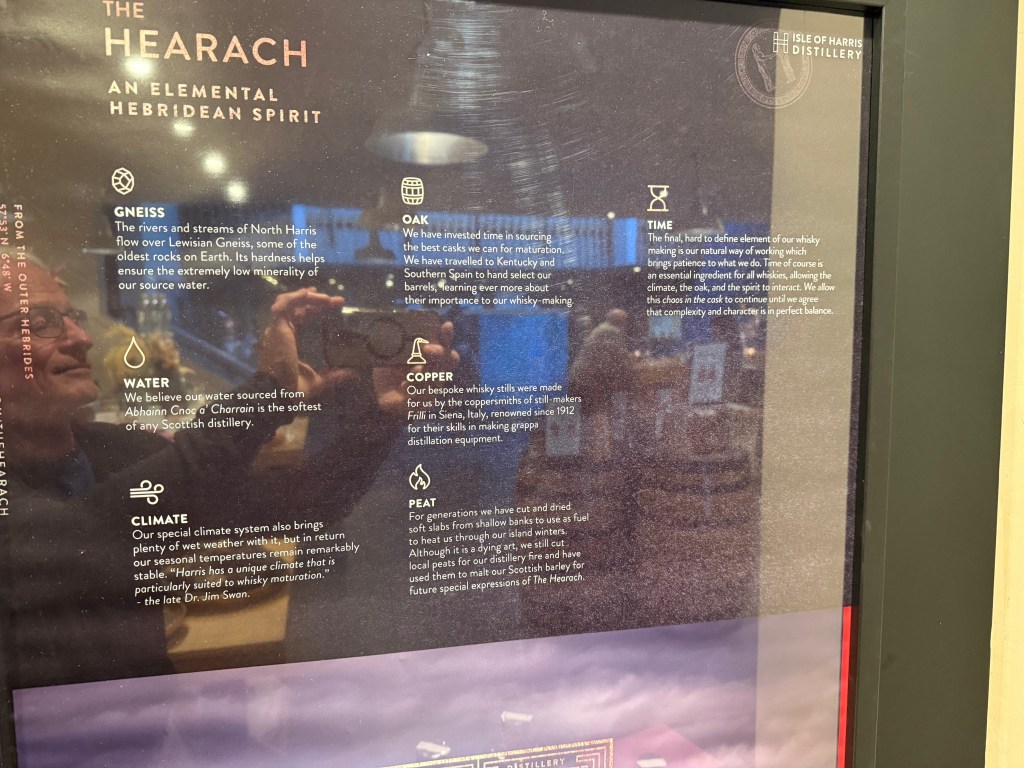 THE
HEARACH
AN ELEMENTAL
HEBRIDEAN SPIRIT
ISLE OF HARRIS
DISTILLERY
GNEISS
The rivers and streams of North Harris
flow over Lewisian Gneiss, some of the
oldest rocks on Earth. Its hardness helps
ensure the extremely low minerality of
our source water.
WATER
We believe our water sourced from
Abhainn Cnoc a' Charrain is the softest
of any Scottish distillery.
CLIMATE
Our special climate system also brings
plenty of wet weather with it, but in return
our seasonal temperatures remain remarkably
stable. "Harris has a unique climate that is
particularly suited to whisky maturation."
- the late Dr. Jim Swan.
OAK
We have invested time in sourcing
the best casks we can for maturation.
We have travelled to Kentucky and
Southern Spain to hand select our
barrels, learning ever more about
their importance to our whisky-making.
COPPER
Our bespoke whisky stills were made
for us by the coppersmiths of still-makers
Frilli in Siena, Italy, renowned since 1912
for their skills in making grappa
distillation equipment.
PEAT
For generations we have cut and dried
soft slabs from shallow banks to use as fuel
to heat us through our island winters.
Although it is a dying art, we still cut
local peats for our distillery fire and have
used them to malt our Scottish barley for
future special expressions of The Hearach.
TIME
The final, hard to define element of our whisky
making is our natural way of working which
brings patience to what we do. Time of course is
an essential ingredient for all whiskies, allowing the
climate, the oak, and the spirit to interact. We allow
this chaos in the cask to continue until we agree
that complexity and character is in perfect balance.
FROM THE OUTER HEBRIDES
57°53' N, 6°48' W
THEHEARACH
DISTILLERY